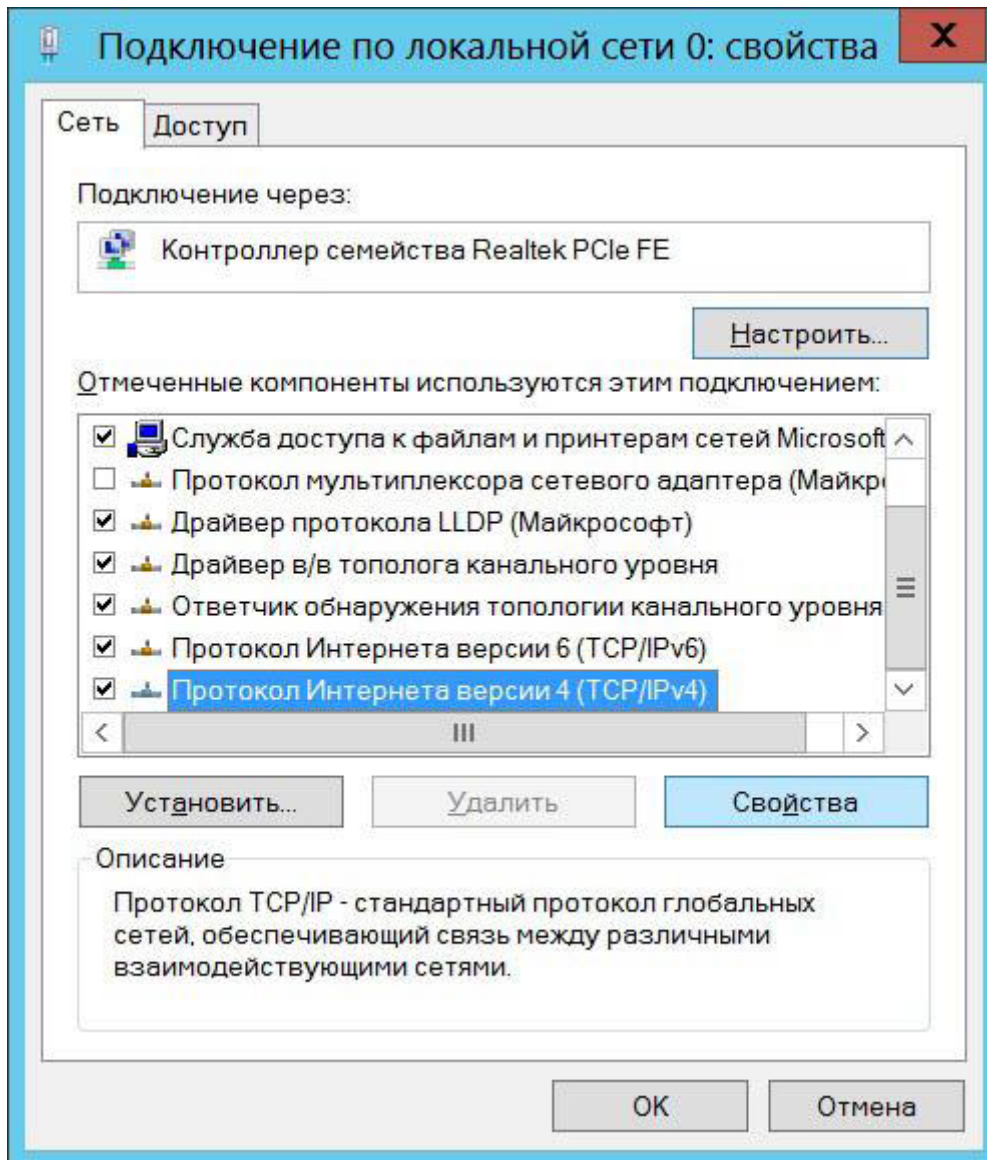 Подключение по локальной сети 0: свойства
Сеть
Доступ
Подключение через:
Контроллер семейства Realtek PCIe FE
Настроить...
Отмеченные компоненты используются этим подключением:
Служба доступа к файлам и принтерам сетей Microsoft
Протокол мультиплексора сетевого адаптера
Драйвер протокола LLDP (Майкрософт)
Драйвер в/в тополога канального уровня
Ответчик обнаружения топологии канального уровня
Протокол Интернета версии 6 (TCP/IPv6)
Протокол Интернета версии 4 (TCP/IPv4)
Установить...
Удалить
Свойства
Описание
Протокол TCP/IP - стандартный протокол глобальных
сетей, обеспечивающий связь между различными
взаимодействующими сетями.
OK
Отмена